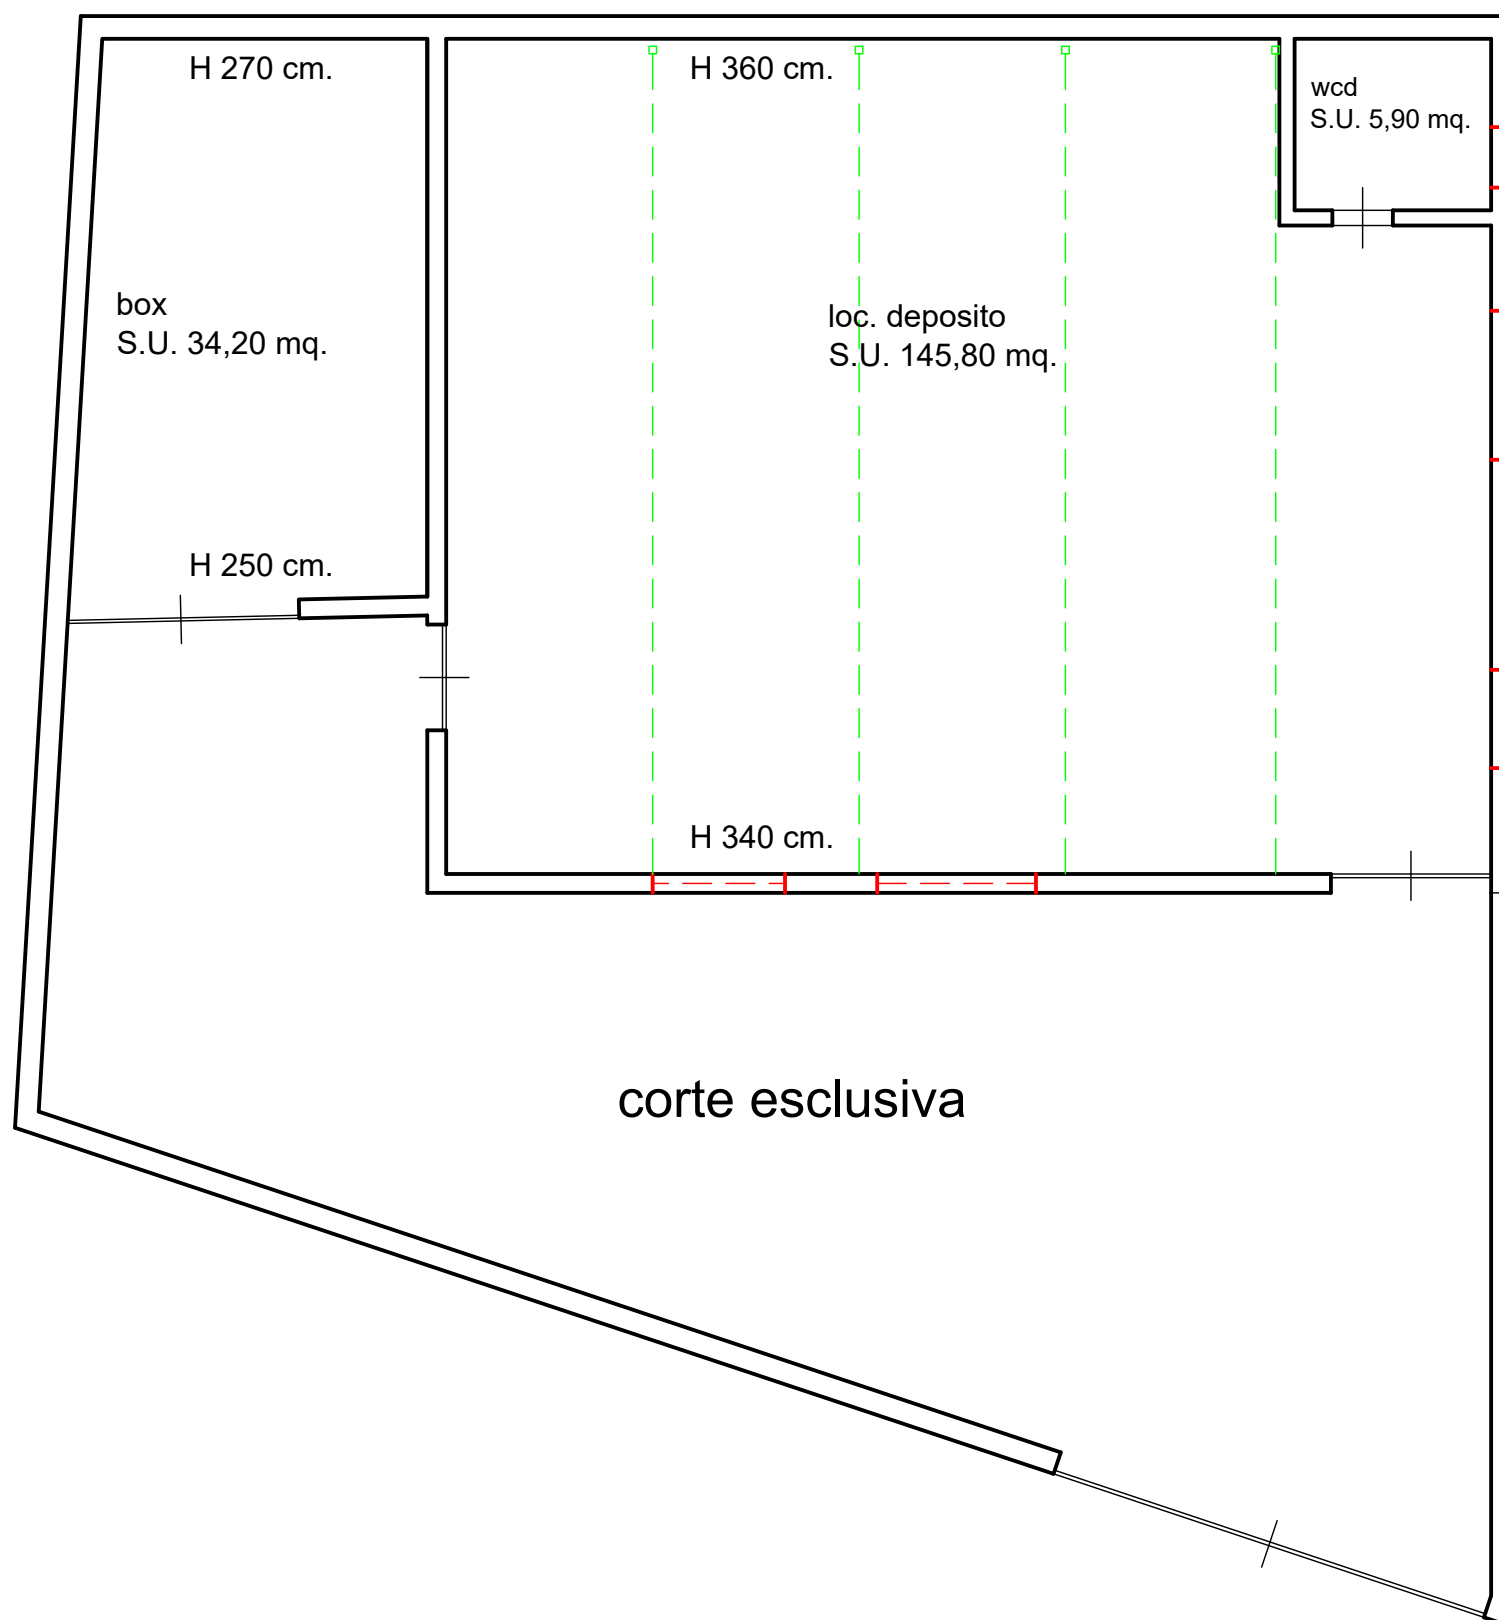 H 270 cm.
H 360 cm.
wcd
S.U. 5,90 mq.
box
S.U. 34,20 mq.
loc. deposito
S.U. 145,80 mq.
H 250 cm.
H 340 cm.
corte esclusiva